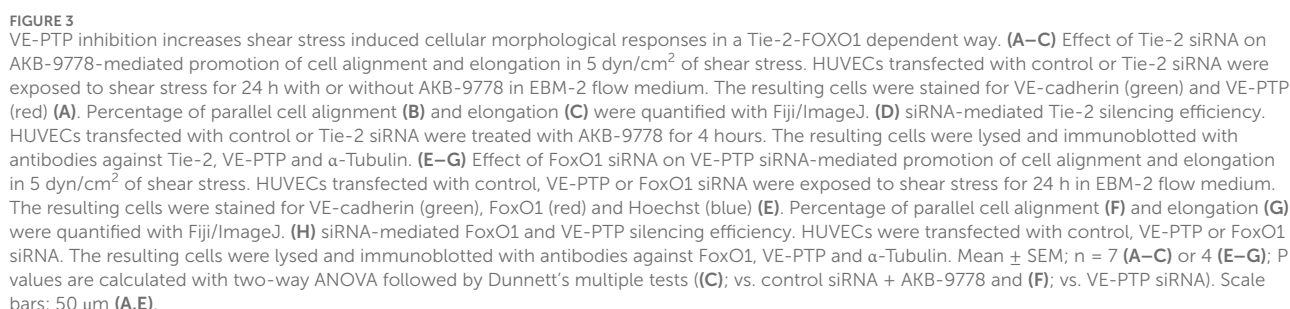 FIGURE 3
VE-PTP inhibition increases shear stress induced cellular morphological responses in a Tie-2-FOXO1 dependent way. (A–C) Effect of Tie-2 siRNA on
AKB-9778-mediated promotion of cell alignment and elongation in 5 dyn/cm² of shear stress. HUVECs transfected with control or Tie-2 siRNA were
exposed to shear stress for 24 h with or without AKB-9778 in EBM-2 flow medium. The resulting cells were stained for VE-cadherin (green) and VE-PTP
(red) (A). Percentage of parallel cell alignment (B) and elongation (C) were quantified with Fiji/ImageJ. (D) siRNA-mediated Tie-2 silencing efficiency.
HUVECs transfected with control or Tie-2 siRNA were treated with AKB-9778 for 4 hours. The resulting cells were lysed and immunoblotted with
antibodies against Tie-2, VE-PTP and α-Tubulin. (E–G) Effect of FoxO1 siRNA on VE-PTP siRNA-mediated promotion of cell alignment and elongation
in 5 dyn/cm² of shear stress. HUVECs transfected with control, VE-PTP or FoxO1 siRNA were exposed to shear stress for 24 h in EBM-2 flow medium.
The resulting cells were stained for VE-cadherin (green), FoxO1 (red) and Hoechst (blue) (E). Percentage of parallel cell alignment (F) and elongation (G)
were quantified with Fiji/ImageJ. (H) siRNA-mediated FoxO1 and VE-PTP silencing efficiency. HUVECs were transfected with control, VE-PTP or FoxO1
siRNA. The resulting cells were lysed and immunoblotted with antibodies against FoxO1, VE-PTP and α-Tubulin. Mean ± SEM; n = 7 (A–C) or 4 (E–G); P
values are calculated with two-way ANOVA followed by Dunnett's multiple tests ((C); vs. control siRNA + AKB-9778 and (F); vs. VE-PTP siRNA). Scale
bars: 50 μm (A,E).